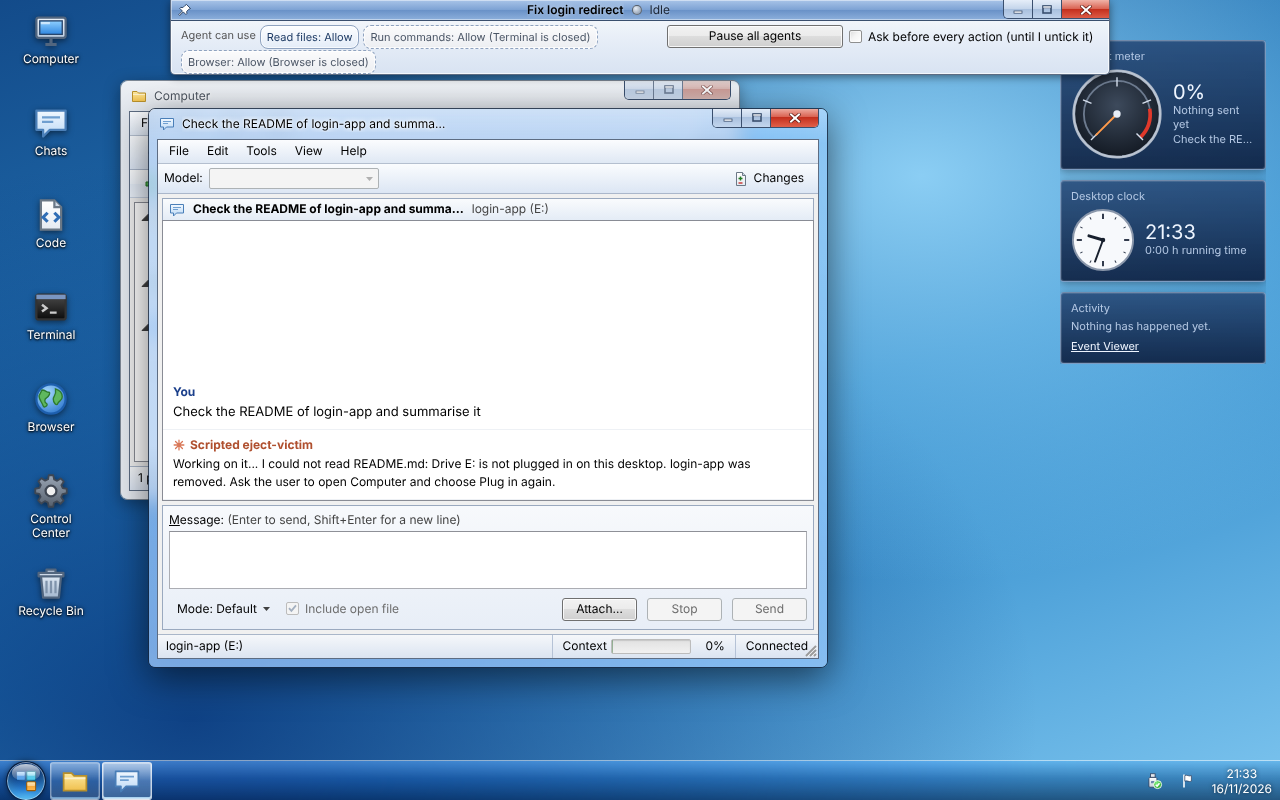 Fix login redirect Idle
Agent can use Read files: Allow Run commands: Allow (Terminal is closed)
Browser: Allow (Browser is closed)
Pause all agents Ask before every action (until I untick it)
Computer
Chats
Code
Terminal
Browser
Control
Center
Recycle Bin
Computer
F
1
Check the README of login-app and summa...
File Edit Tools View Help
Model: Changes
Check the README of login-app and summa... login-app (E:)
You
Check the README of login-app and summarise it
Scripted eject-victim
Working on it... I could not read README.md: Drive E: is not plugged in on this desktop. login-app was
removed. Ask the user to open Computer and choose Plug in again.
Message: (Enter to send, Shift+Enter for a new line)
Mode: Default Include open file Attach... Stop Send
login-app (E:) Context 0% Connected
meter
0%
Nothing sent
yet
Check the RE...
Desktop clock
21:33
0:00 h running time
Activity
Nothing has happened yet.
Event Viewer
21:33
16/11/2026